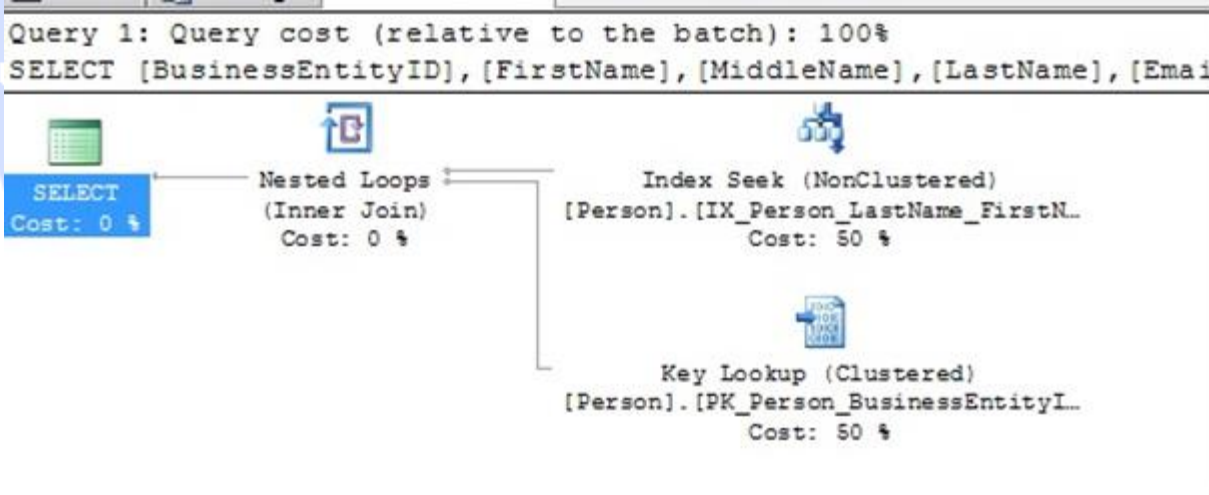 Query 1: Query cost (relative to the batch): 100%
SELECT [BusinessEntityID],[FirstName],[MiddleName],[LastName],[Emai
SELECT
Cost: 0 %
Nested Loops
(Inner Join)
Cost: 0 %
Index Seek (NonClustered)
[Person].[IX_Person_LastName_FirstN…
Cost: 50 %
Key Lookup (Clustered)
[Person].[PK_Person_BusinessEntityI…
Cost: 50 %